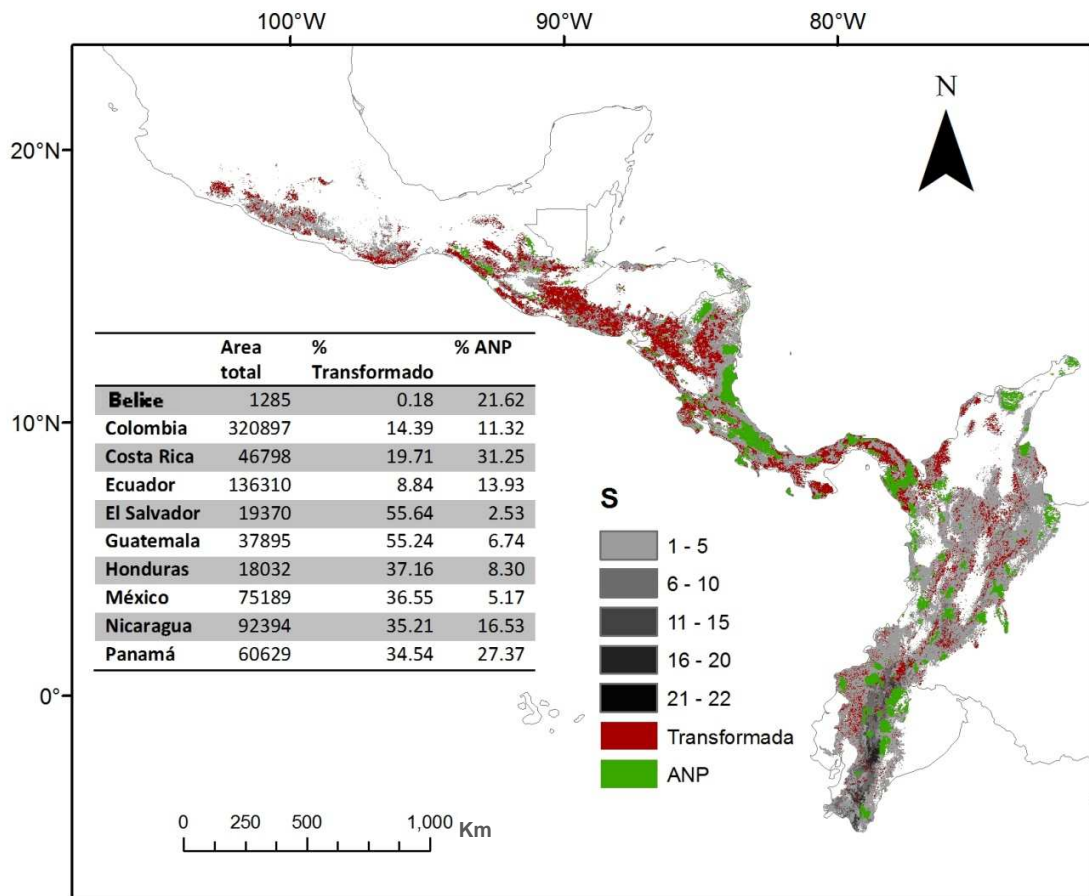 100°W 90°W 80°W
N
20°N
10°N
0°
Area total % Transformado % ANP
Belice 1285 0.18 21.62
Colombia 320897 14.39 11.32
Costa Rica 46798 19.71 31.25
Ecuador 136310 8.84 13.93
El Salvador 19370 55.64 2.53
Guatemala 37895 55.24 6.74
Honduras 18032 37.16 8.30
México 75189 36.55 5.17
Nicaragua 92394 35.21 16.53
Panamá 60629 34.54 27.37
S
1 - 5
6 - 10
11 - 15
16 - 20
21 - 22
Transformada
ANP
0 250 500 1,000 Km